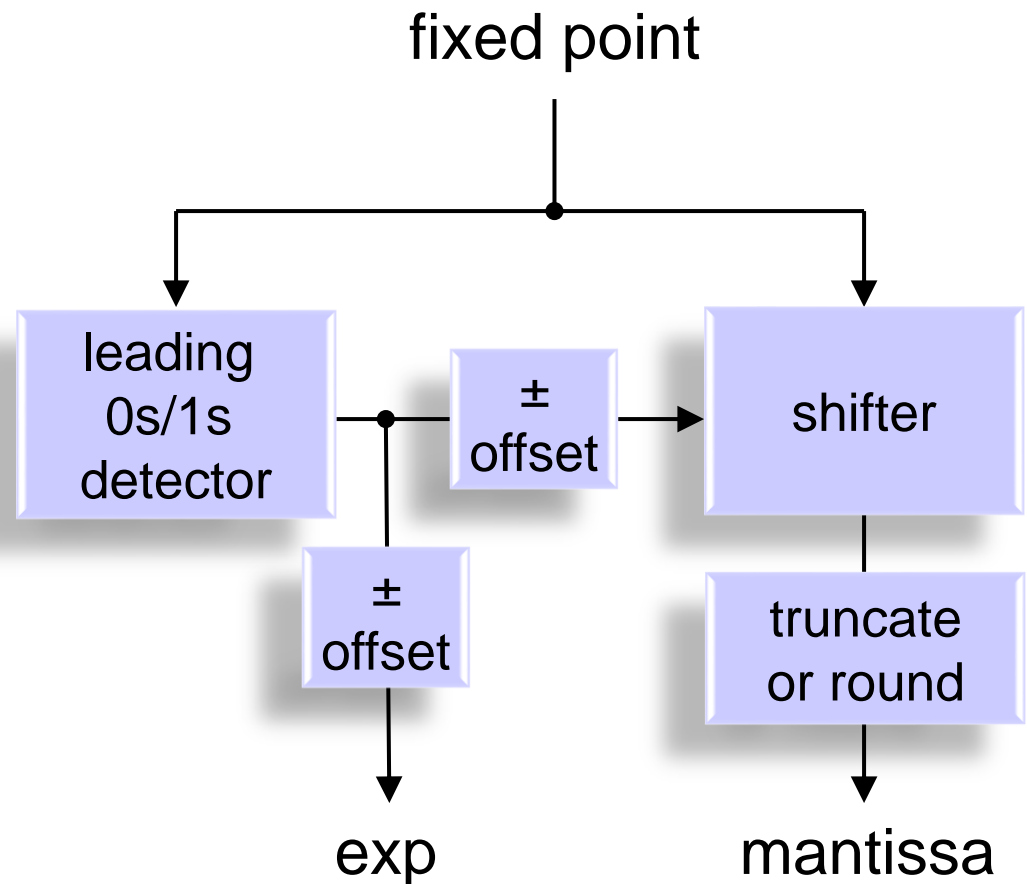 fixed point
leading
0s/1s
detector
±
offset
shifter
±
offset
truncate
or round
exp
mantissa